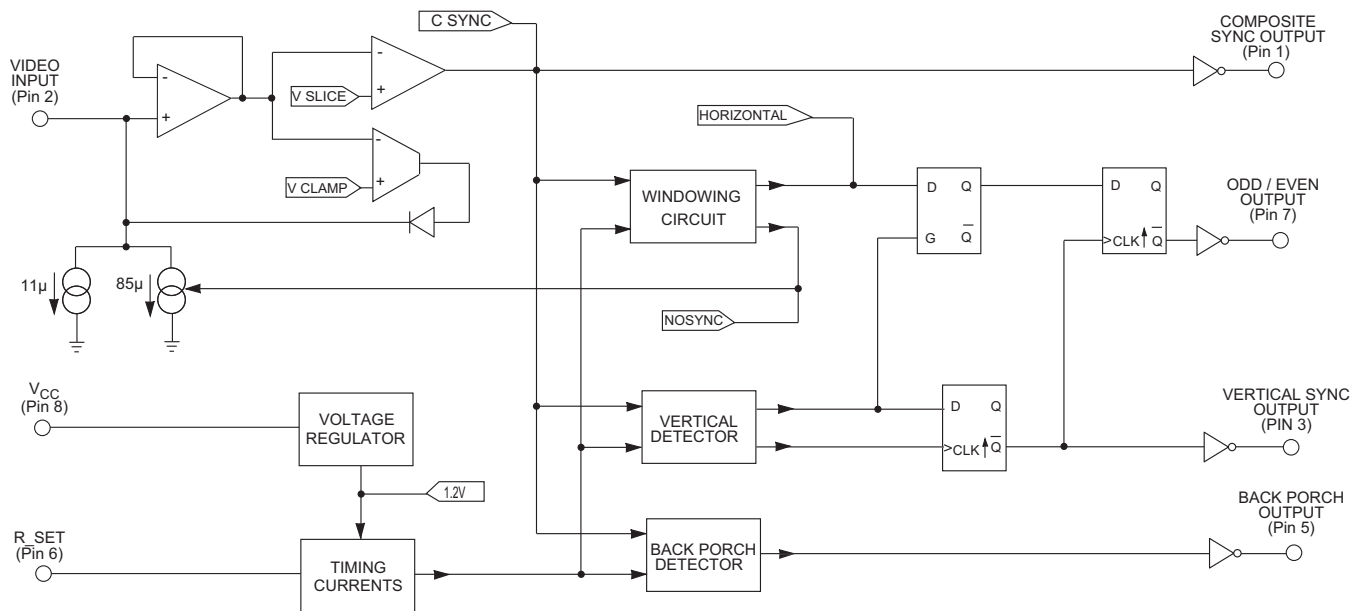 C SYNC
COMPOSITE
SYNC OUTPUT
(Pin 1)
VIDEO
INPUT
(Pin 2)
-
+
-
+
V SLICE
-
+
V CLAMP
HORIZONTAL
WINDOWING
CIRCUIT
D Q
G Q
D Q
>CLK Q
ODD / EVEN
OUTPUT
(Pin 7)
11µ
85µ
NOSYNC
VCC
(Pin 8)
VOLTAGE
REGULATOR
1.2V
VERTICAL
DETECTOR
D Q
>CLK Q
VERTICAL SYNC
OUTPUT
(PIN 3)
R_SET
(Pin 6)
TIMING
CURRENTS
BACK PORCH
DETECTOR
BACK PORCH
OUTPUT
(Pin 5)